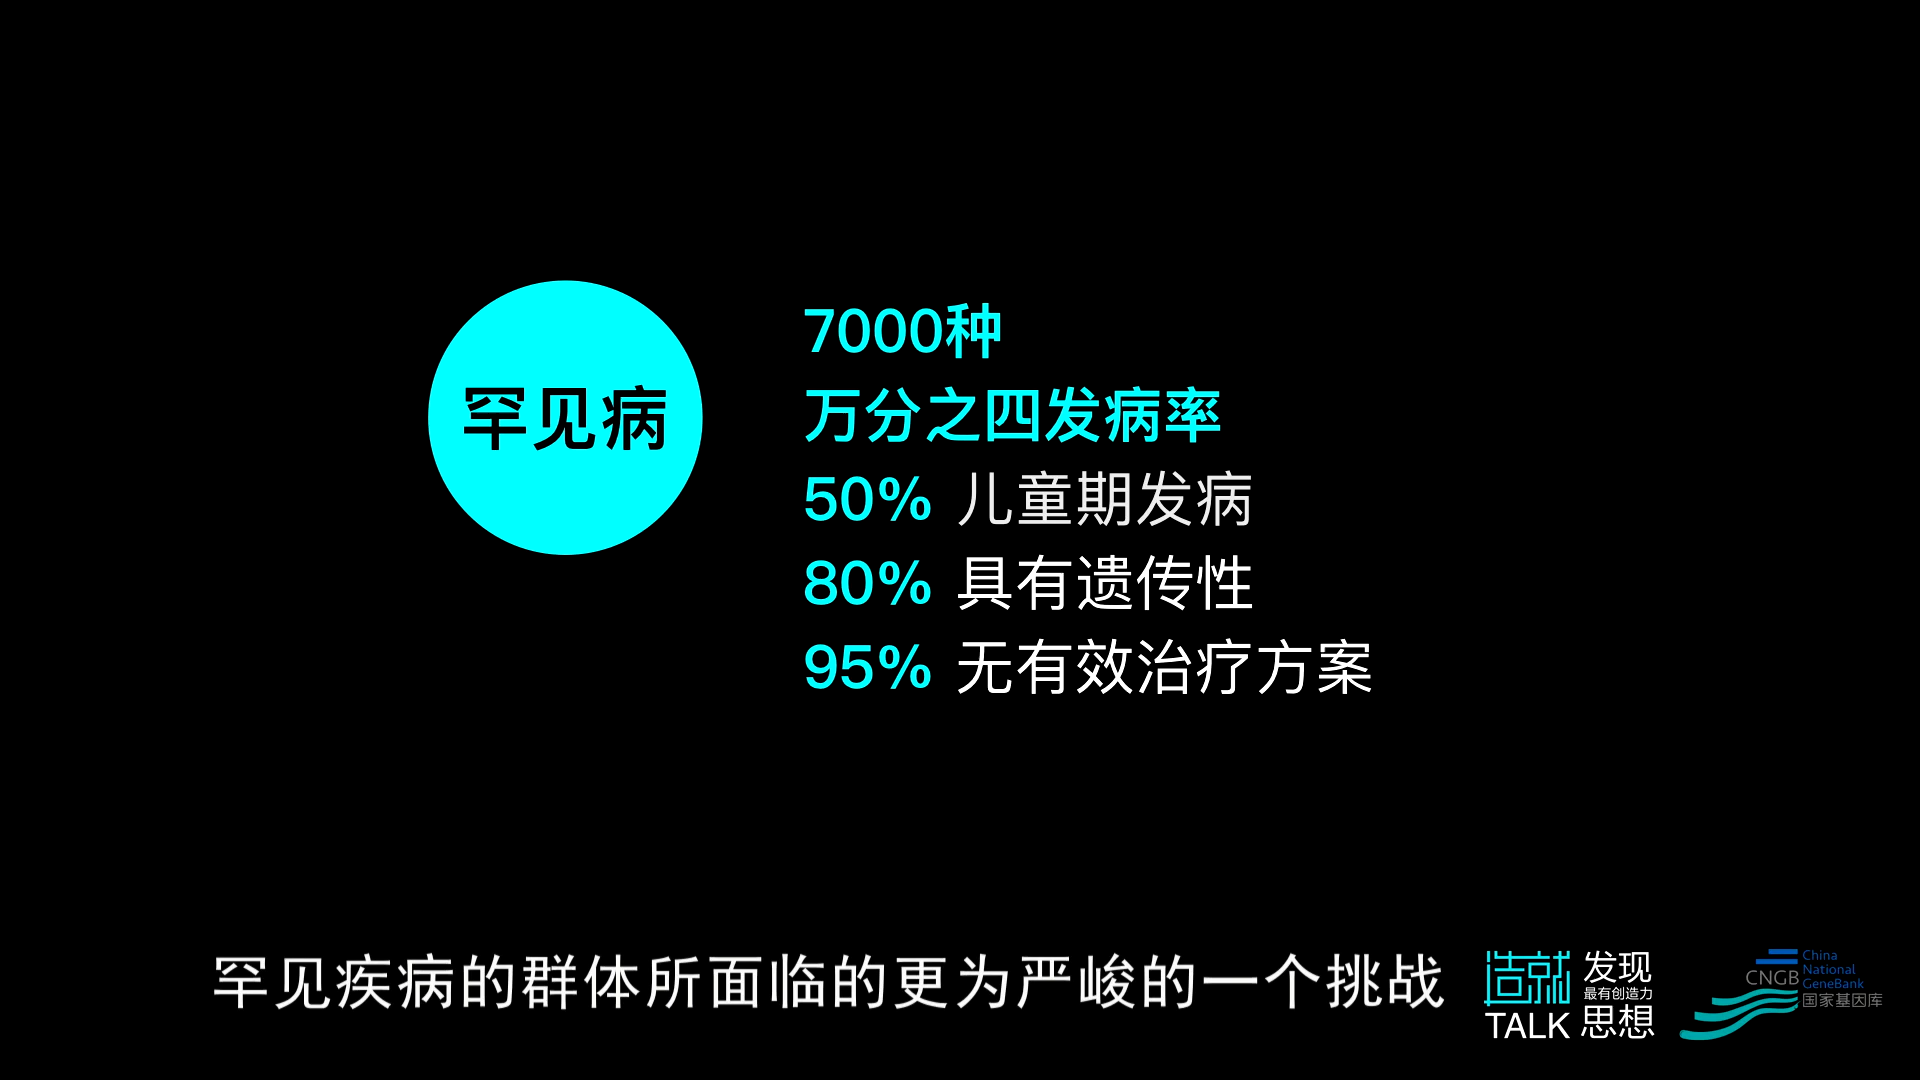 罕见病
7000种
万分之四发病率
50% 儿童期发病
80% 具有遗传性
95% 无有效治疗方案
罕见疾病的群体所面临的更为严峻的一个挑战
造就
TALK
发现
最有创造力
思想
CNGB
China
National
GeneBank
国家基因库